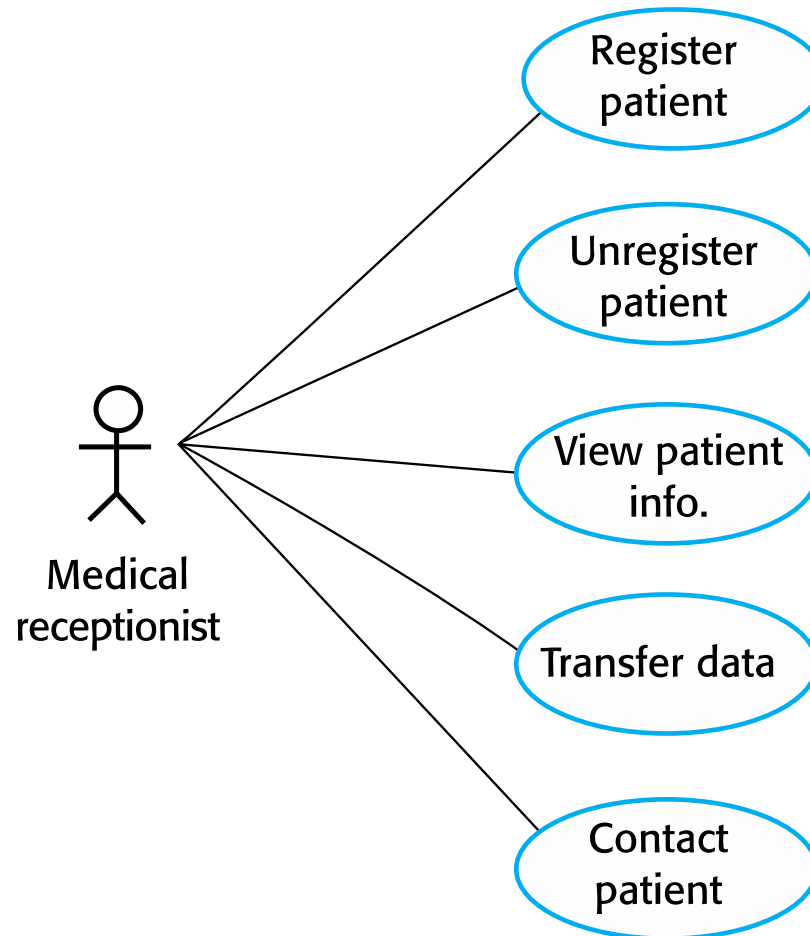 Register
patient
Unregister
patient
View patient
info.
Medical
receptionist
Transfer data
Contact
patient